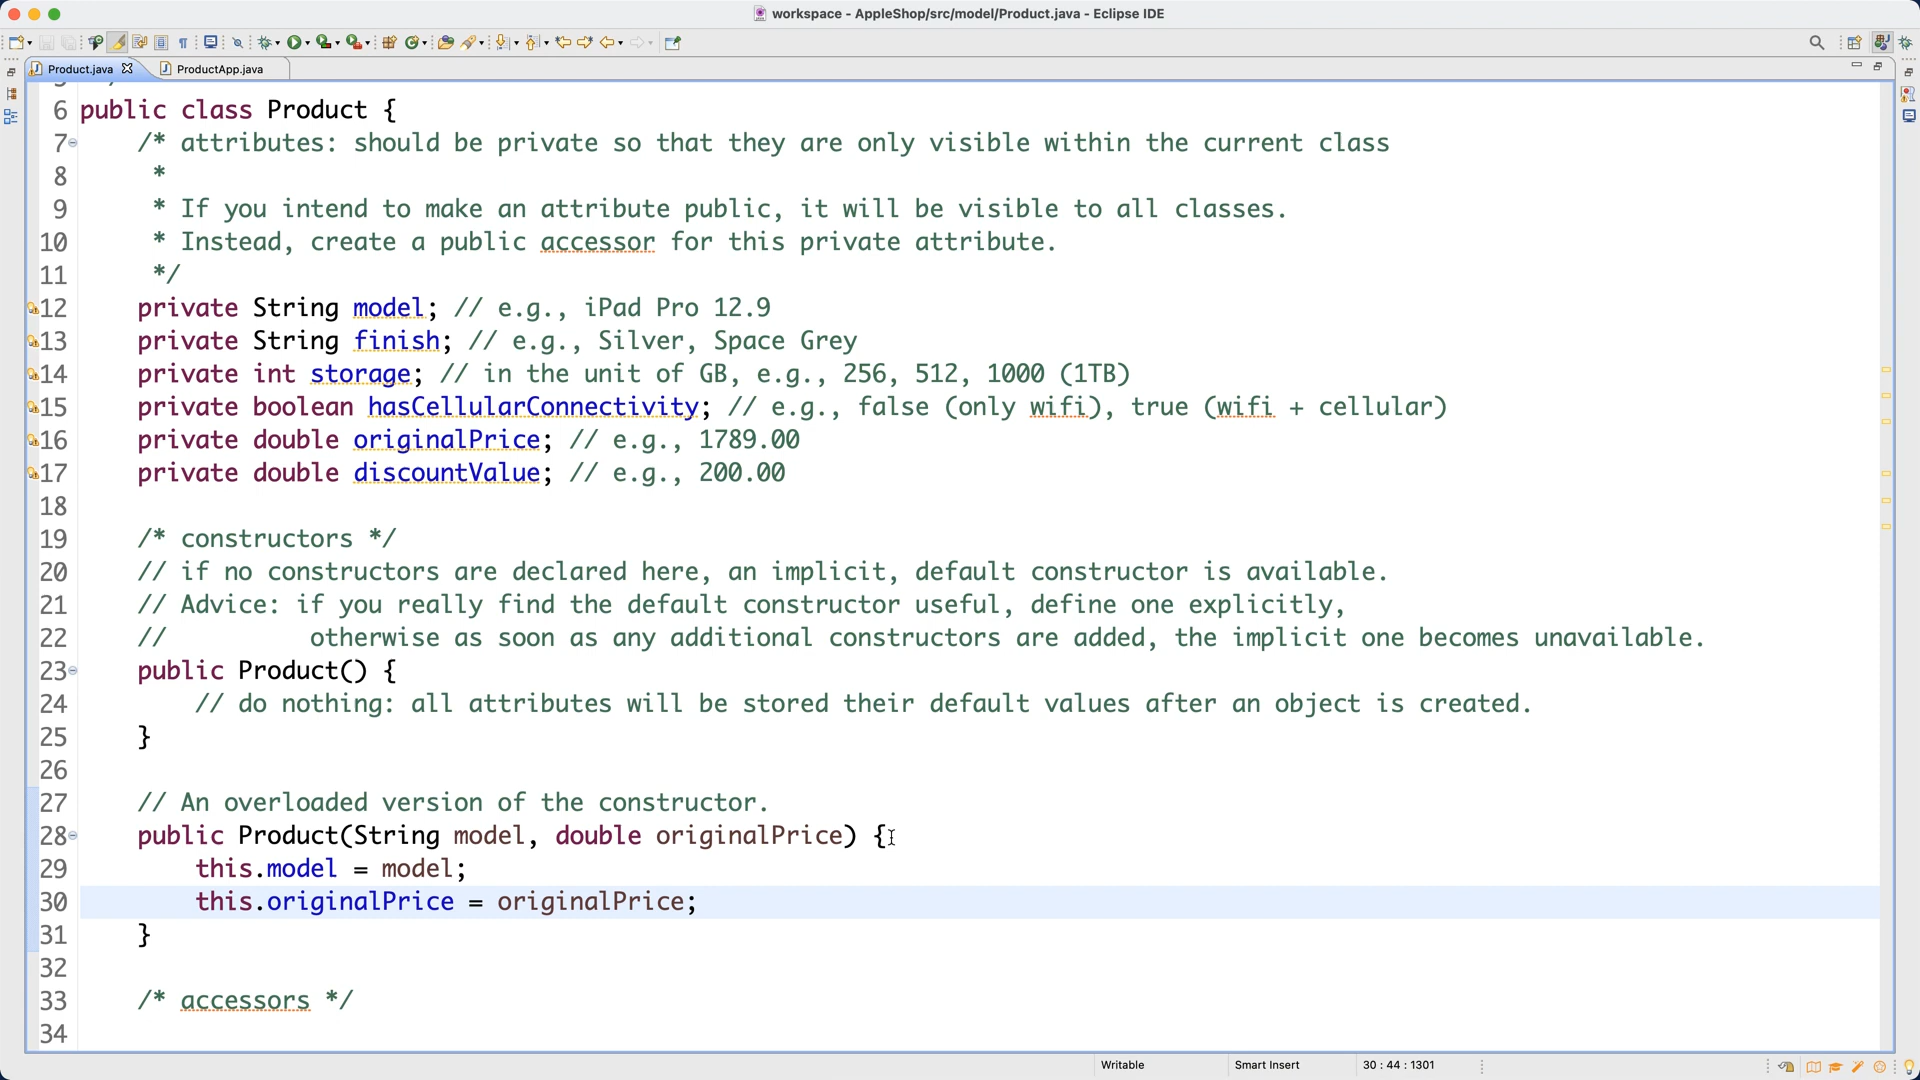 workspace - AppleShop/src/model/Product.java - Eclipse IDE
Product.java
ProductApp.java
6 public class Product {
7 /* attributes: should be private so that they are only visible within the current class
8 *
9 * If you intend to make an attribute public, it will be visible to all classes.
10 * Instead, create a public accessor for this private attribute.
11 */
12 private String model; // e.g., iPad Pro 12.9
13 private String finish; // e.g., Silver, Space Grey
14 private int storage; // in the unit of GB, e.g., 256, 512, 1000 (1TB)
15 private boolean hasCellularConnectivity; // e.g., false (only wifi), true (wifi + cellular)
16 private double originalPrice; // e.g., 1789.00
17 private double discountValue; // e.g., 200.00
18
19 /* constructors */
20 // if no constructors are declared here, an implicit, default constructor is available.
21 // Advice: if you really find the default constructor useful, define one explicitly,
22 // otherwise as soon as any additional constructors are added, the implicit one becomes unavailable.
23 public Product() {
24 // do nothing: all attributes will be stored their default values after an object is created.
25 }
26
27 // An overloaded version of the constructor.
28 public Product(String model, double originalPrice) {
29 this.model = model;
30 this.originalPrice = originalPrice;
31 }
32
33 /* accessors */
34
Writable
Smart Insert
30 : 44 : 1301